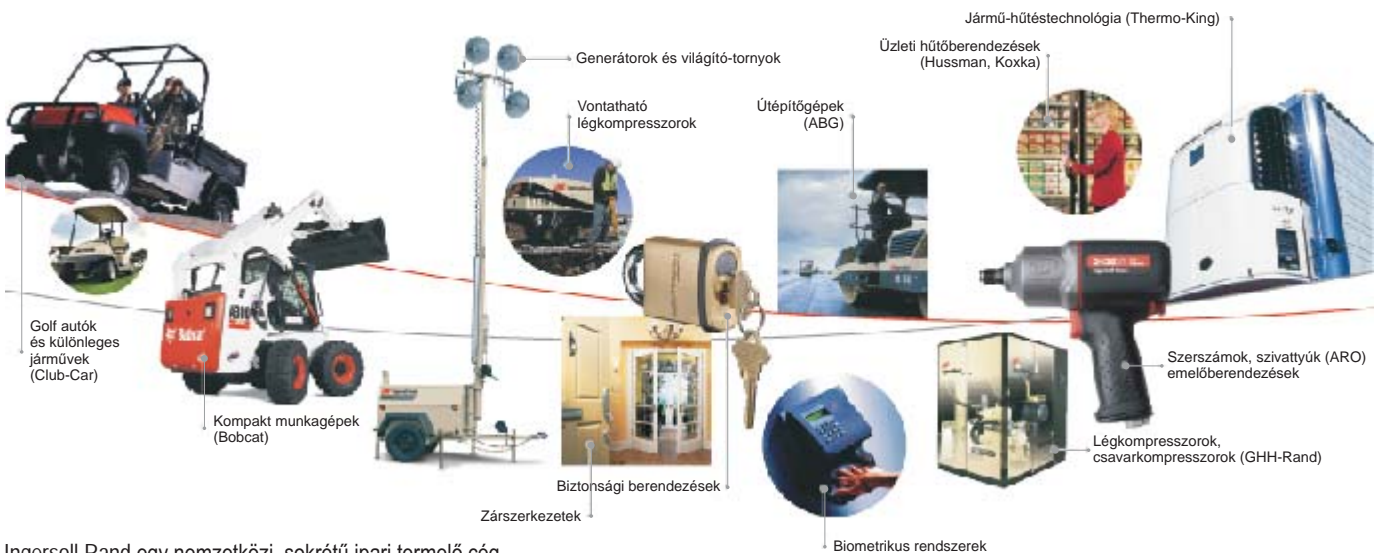 Jármű-hűtéstechnológia (Thermo-King)
Üzleti hűtőberendezések
(Hussman, Koxka)
Generátorok és világító-tornyok
Vontatható
légkompresszorok
Útépítőgépek
(ABG)
Golf autók
és különleges
járművek
(Club-Car)
Bobcat
Kompakt munkagépek
(Bobcat)
Szerszámok, szivattyúk (ARO)
emelőberendezések
Légkompresszorok,
csavarkompresszorok (GHH-Rand)
Biztonsági berendezések
Zárszerkezetek
Biometrikus rendszerek
Ingersoll Rand egy nemzetközi, sokrétű ipari termelő cég